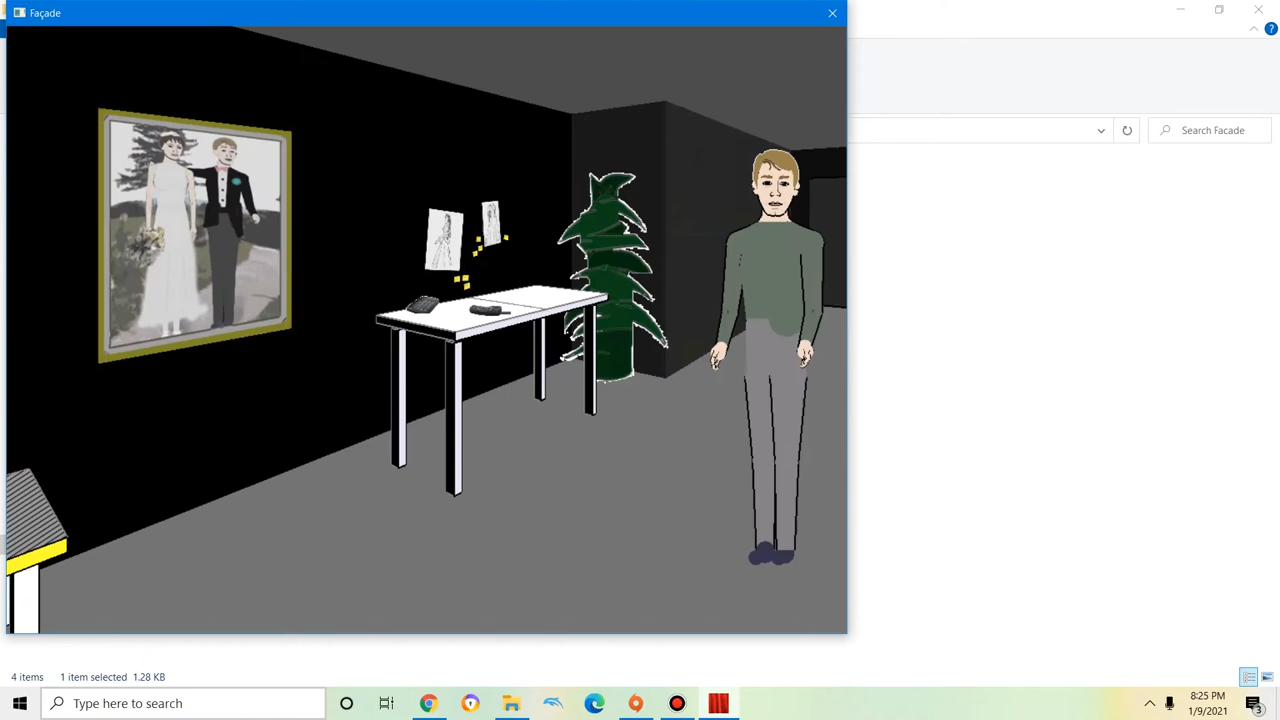 Façade
Search Facade
4 items 1 item selected 1.28 KB
Type here to search
8:25 PM
1/9/2021
3